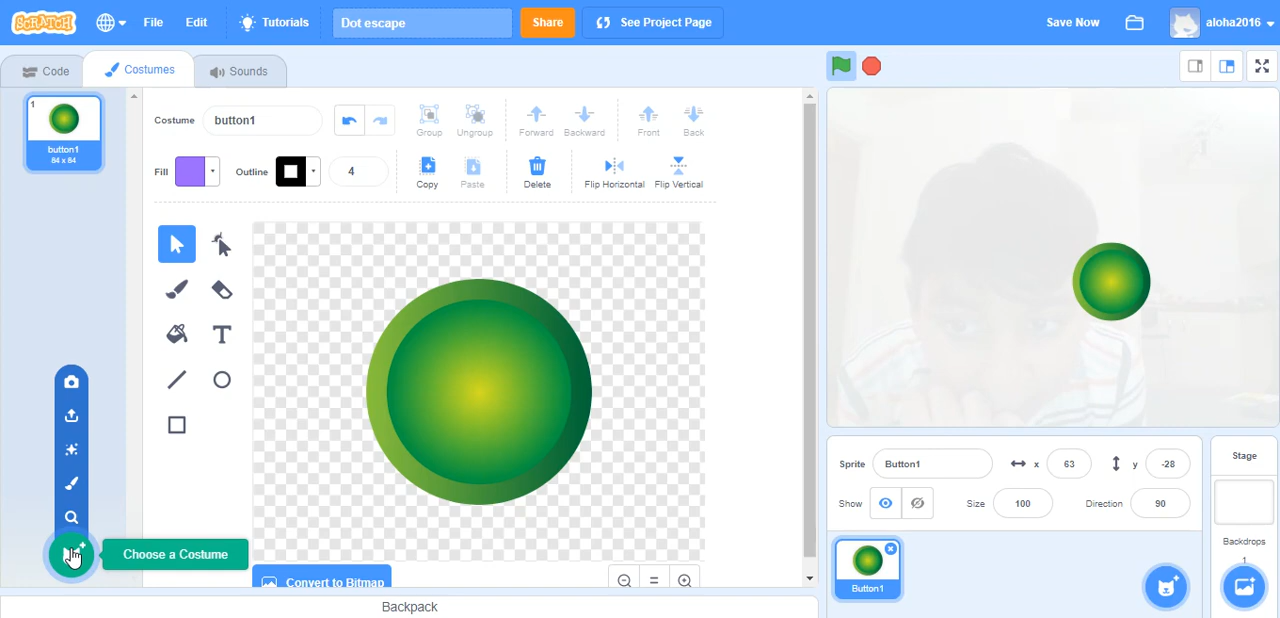 SCRATCH File Edit Tutorials Dot escape Share See Project Page Save Now aloha2016
Code Costumes Sounds
1
button1
84 x 84
Costume button1 Group Ungroup Forward Backward Front Back
Fill Outline 4 Copy Paste Delete Flip Horizontal Flip Vertical
T
Choose a Costume
Convert to Bitmap
Backpack
Sprite Button1 x 63 y -28
Show Size 100 Direction 90
Button1
Stage
Backdrops
1